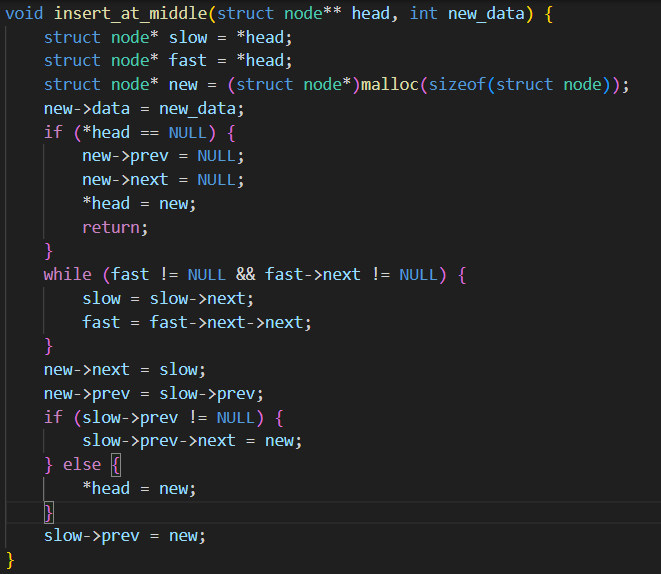 void insert_at_middle(struct node** head, int new_data) {
    struct node* slow = *head;
    struct node* fast = *head;
    struct node* new = (struct node*)malloc(sizeof(struct node));
    new->data = new_data;
    if (*head == NULL) {
        new->prev = NULL;
        new->next = NULL;
        *head = new;
        return;
    }
    while (fast != NULL && fast->next != NULL) {
        slow = slow->next;
        fast = fast->next->next;
    }
    new->next = slow;
    new->prev = slow->prev;
    if (slow->prev != NULL) {
        slow->prev->next = new;
    } else {
        *head = new;
    }
    slow->prev = new;
}